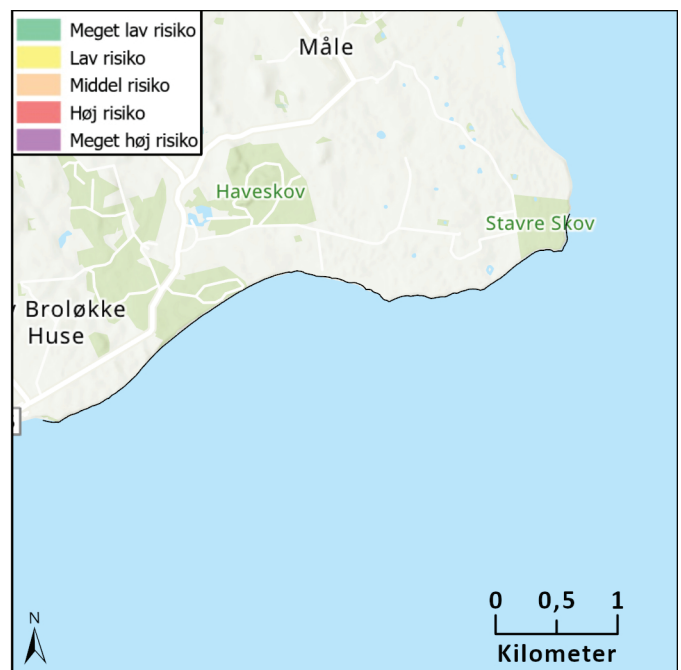 Meget lav risiko
Lav risiko
Middel risiko
Høj risiko
Meget høj risiko
Måle
Haveskov
Stavre Skov
Broløkke
Huse
N
0 0,5 1
Kilometer